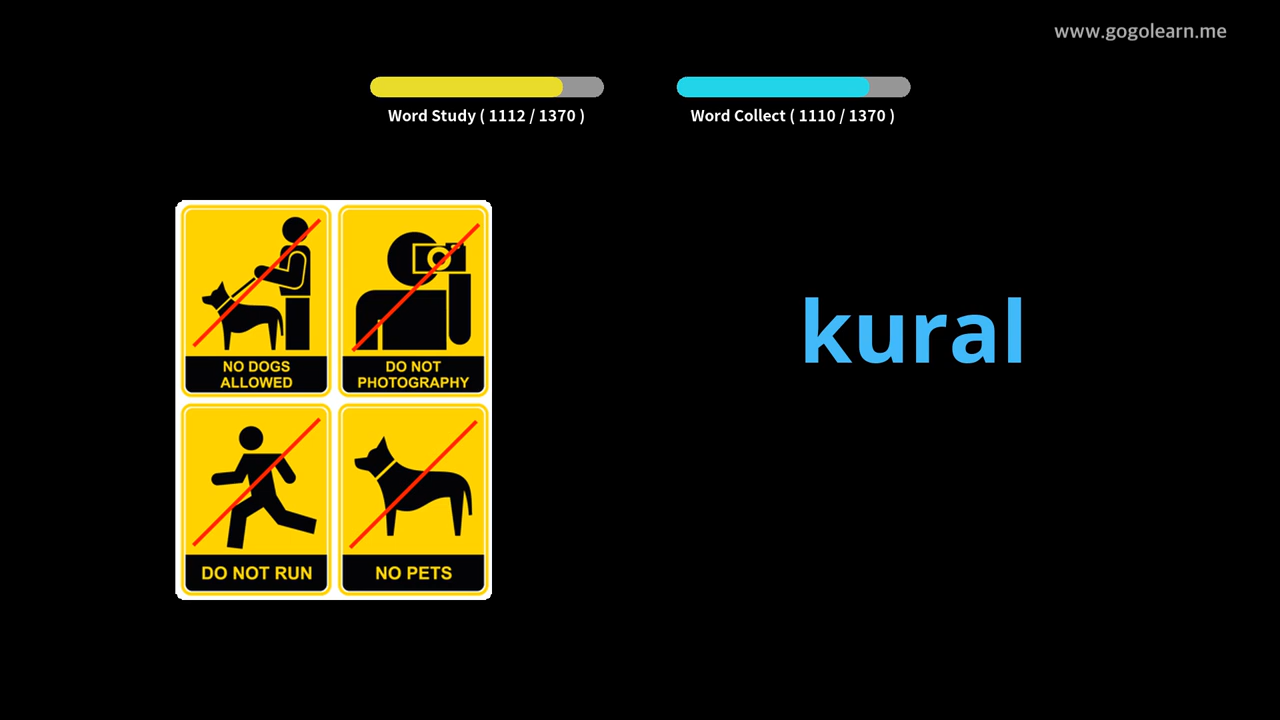 www.gogolearn.me
Word Study ( 1112 / 1370 )
Word Collect ( 1110 / 1370 )
NO DOGS
ALLOWED
DO NOT
PHOTOGRAPHY
kural
DO NOT RUN
NO PETS